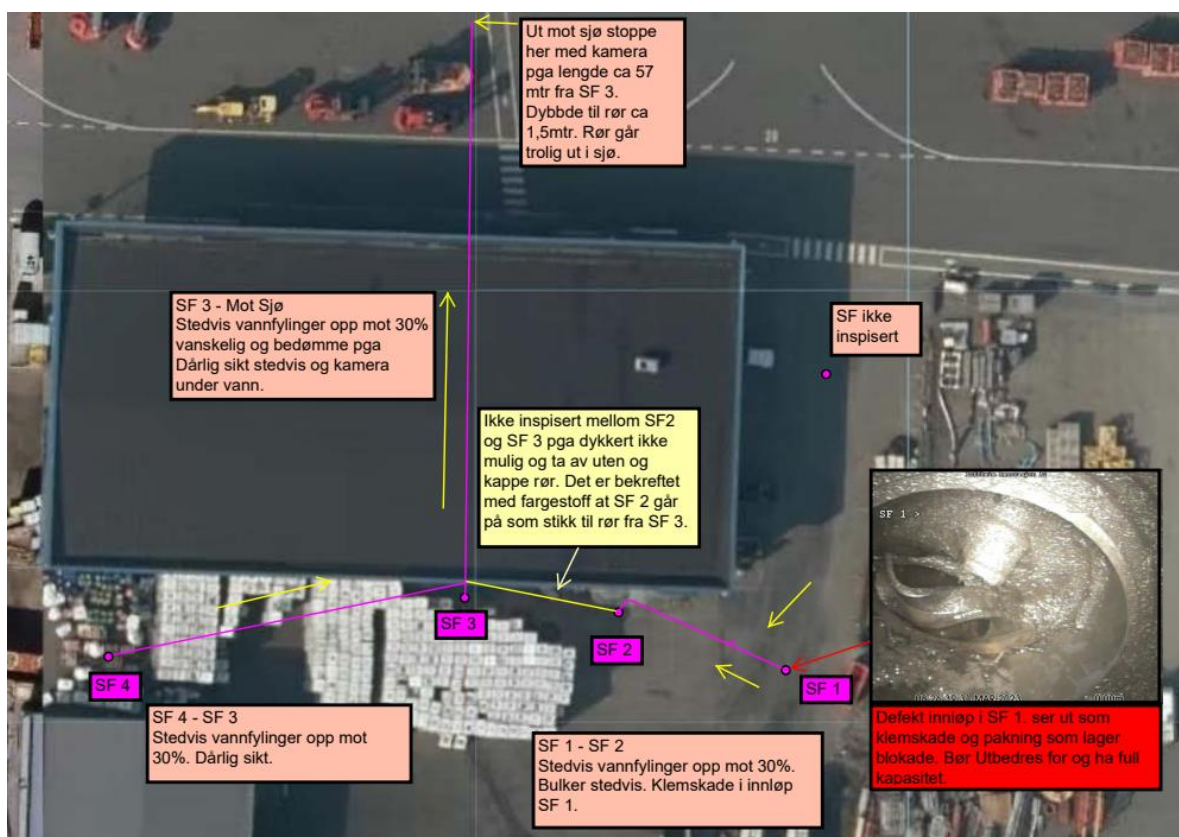 Ut mot sjø stoppe
her med kamera
pga lengde ca 57
mtr fra SF 3.
Dybbde til rør ca
1,5mtr. Rør går
trolig ut i sjø.
SF 3 - Mot Sjø
Stedvis vannfylinger opp mot 30%
vanskelig og bedømme pga
Dårlig sikt stedvis og kamera
under vann.
SF ikke
inspisert
Ikke inspisert mellom SF2
og SF 3 pga dykkert ikke
mulig og ta av uten og
kappe rør. Det er bekreftet
med fargestoff at SF 2 går
på som stikk til rør fra SF 3.
SF 1 >
SF 3
SF 2
SF 4
SF 1
Defekt innløp i SF 1. ser ut som
klemskade og pakning som lager
blokade. Bør Utbedres for og ha full
kapasitet.
SF 4 - SF 3
Stedvis vannfylinger opp mot
30%. Dårlig sikt.
SF 1 - SF 2
Stedvis vannfylinger opp mot 30%.
Bulker stedvis. Klemskade i innløp
SF 1.